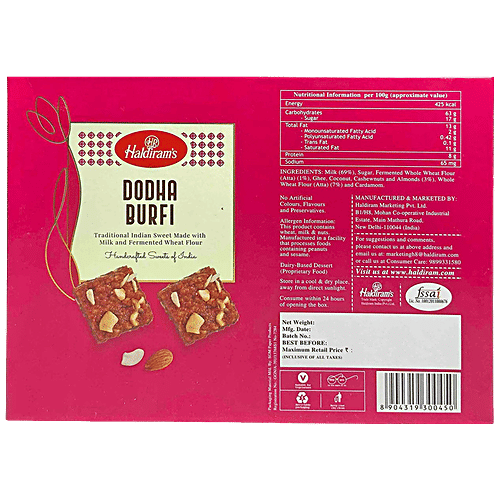 HR
Haldiram's
DODHA
BURFI
Traditional Indian Sweet Made with
Milk and Fermented Wheat Flour
Handcrafted Sweets of India
Nutritional Information per 100g (approximate value)
Energy 425 kcal
Carbohydrates 63 g
- Sugar 17 g
Total Fat 13 g
- Monounsaturated Fatty Acid 2 g
- Polyunsaturated Fatty Acid 0.42 g
- Trans Fat 0.1 g
- Saturated Fat 11 g
Protein 8 g
Sodium 65 mg
INGREDIENTS: Milk (69%), Sugar, Fermented Whole Wheat Flour
(Atta) (1%), Ghee, Coconut, Cashewnuts and Almonds (3%), Whole
Wheat Flour (Atta) (7%) and Cardamom.
No Artificial
Colours, Flavours
and Preservatives.
Allergen Information:
This product contains
wheat, milk and nuts.
Manufactured in a facility
that processes foods
containing peanuts
and sesame.
Dairy-Based Dessert
(Proprietary Food)
Store in a cool & dry place,
away from direct sunlight.
Consume within 24 hours
of opening the box.
MANUFACTURED & MARKETED BY:
Haldiram Marketing Pvt. Ltd.
B1/H8, Mohan Co-operative Industrial
Estate, Main Mathura Road,
New Delhi-110044 (India)
For suggestions and comments,
please contact us at above address and
email us at: marketingh8@haldiram.com
or call us at Consumer Care: 9899331580
Visit us at www.haldiram.com
Haldiram's
fssai
Net Weight:
Mfg. Date:
Batch No.:
BEST BEFORE:
Maximum Retail Price ₹ :
(INCLUSIVE OF ALL TAXES)
8 904319 300450